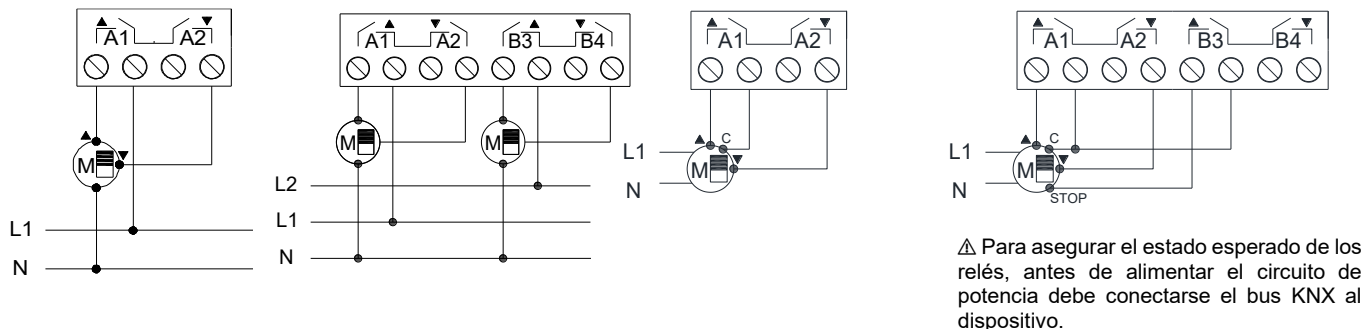 ▲ A1 A2 ▼
M ▲ ▼
L1
N
A1 ▲ ▼ A2 B3 ▲ ▼ B4
M M
L2
L1
N
▲ A1 A2 ▼
L1 ▲ C
M ▼
N
▲ A1 A2 ▼ ▲ B3 B4 ▼
L1 ▲ C
M ▼
N
STOP
⚠ Para asegurar el estado esperado de los
relés, antes de alimentar el circuito de
potencia debe conectarse el bus KNX al
dispositivo.